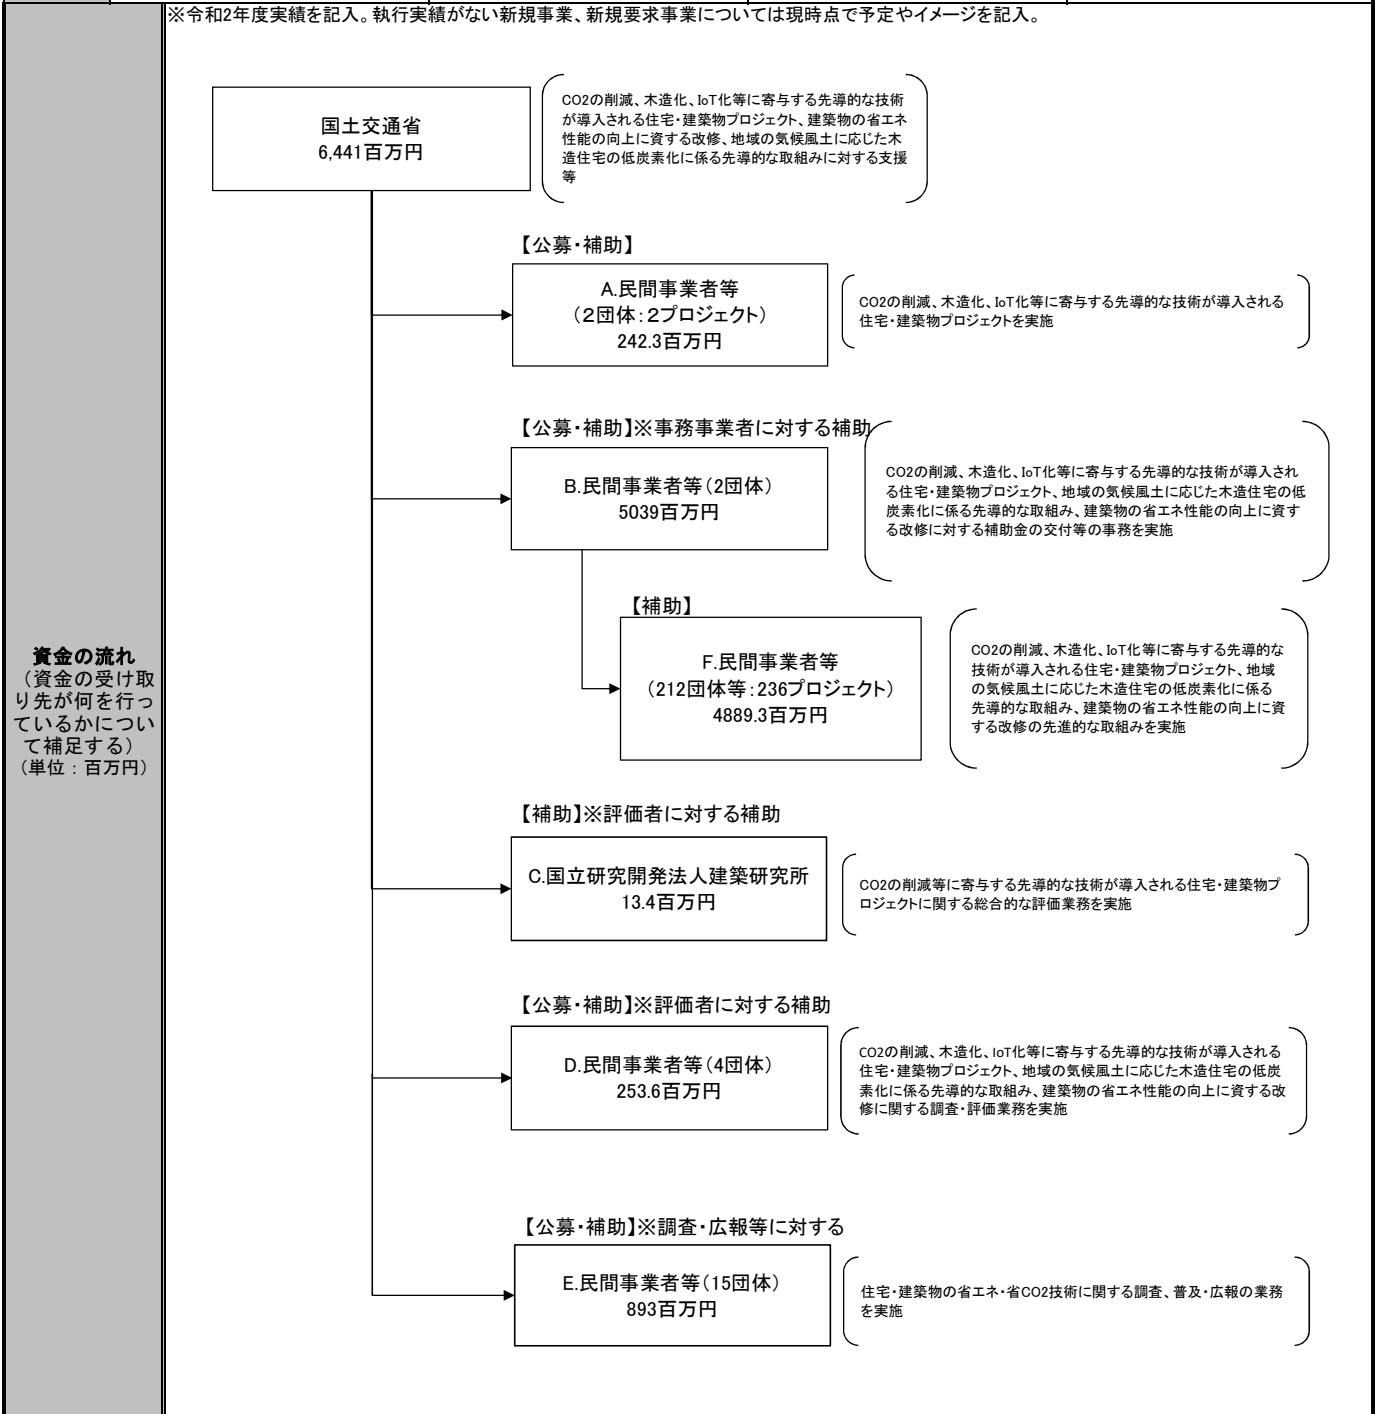 ※令和2年度実績を記入。執行実績がない新規事業、新規要求事業については現時点で予定やイメージを記入。
国土交通省
6,441百万円
CO2の削減、木造化、IoT化等に寄与する先導的な技術
が導入される住宅・建築物プロジェクト、建築物の省エネ
性能の向上に資する改修、地域の気候風土に応じた木
造住宅の低炭素化に係る先導的な取組みに対する支援
等
【公募・補助】
A.民間事業者等
（２団体：２プロジェクト）
242.3百万円
CO2の削減、木造化、IoT化等に寄与する先導的な技術が導入される
住宅・建築物プロジェクトを実施
【公募・補助】※事務事業者に対する補助
B.民間事業者等（2団体）
5039百万円
CO2の削減、木造化、IoT化等に寄与する先導的な技術が導入され
る住宅・建築物プロジェクト、地域の気候風土に応じた木造住宅の低
炭素化に係る先導的な取組み、建築物の省エネ性能の向上に資す
る改修に対する補助金の交付等の事務を実施
【補助】
F.民間事業者等
（212団体等：236プロジェクト）
4889.3百万円
CO2の削減、木造化、IoT化等に寄与する先導的な
技術が導入される住宅・建築物プロジェクト、地域
の気候風土に応じた木造住宅の低炭素化に係る
先導的な取組み、建築物の省エネ性能の向上に資
する改修の先進的な取組みを実施
資金の流れ
（資金の受け取
り先が何を行っ
ているかについ
て補足する）
（単位：百万円）
【補助】※評価者に対する補助
C.国立研究開発法人建築研究所
13.4百万円
CO2の削減等に寄与する先導的な技術が導入される住宅・建築物プ
ロジェクトに関する総合的な評価業務を実施
【公募・補助】※評価者に対する補助
D.民間事業者等（4団体）
253.6百万円
CO2の削減、木造化、IoT化等に寄与する先導的な技術が導入される
住宅・建築物プロジェクト、地域の気候風土に応じた木造住宅の低炭
素化に係る先導的な取組み、建築物の省エネ性能の向上に資する改
修に関する調査・評価業務を実施
【公募・補助】※調査・広報等に対する
E.民間事業者等（15団体）
893百万円
住宅・建築物の省エネ・省CO2技術に関する調査、普及・広報の業務
を実施